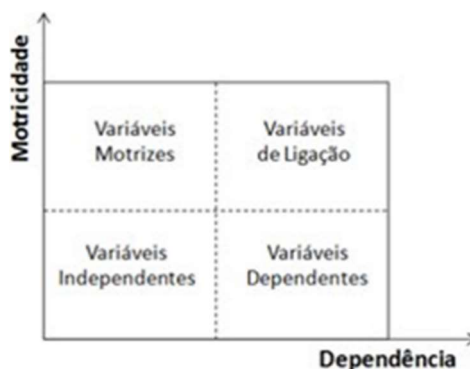 Motricidade
Variáveis
Motrizes
Variáveis
de Ligação
Variáveis
Independentes
Variáveis
Dependentes
Dependência